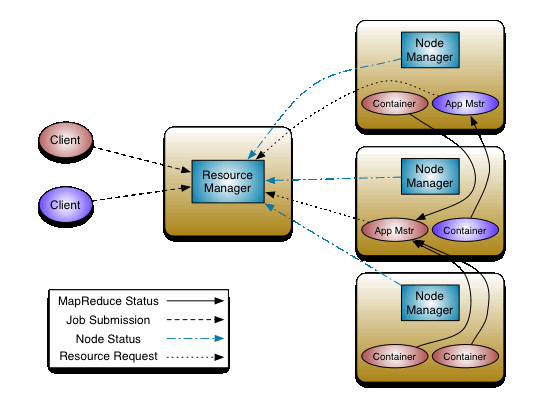 Node
Manager
Container
App Mstr
Client
Resource
Manager
Client
Node
Manager
App Mstr
Container
Node
Manager
Container
Container
MapReduce Status
Job Submission
Node Status
Resource Request